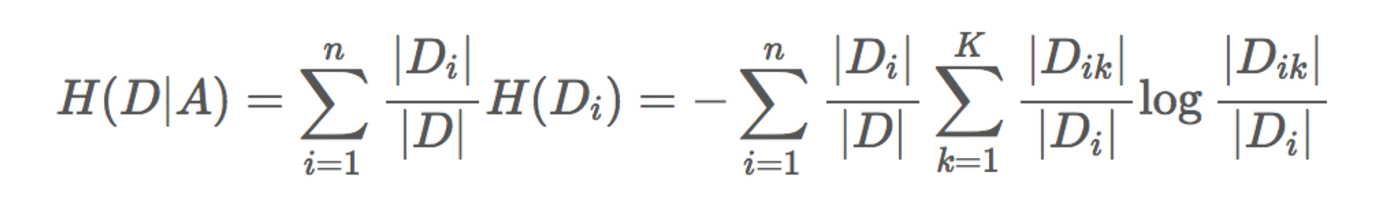 $H(D|A) = \sum_{i=1}^{n} \frac{|D_i|}{|D|} H(D_i) = - \sum_{i=1}^{n} \frac{|D_i|}{|D|} \sum_{k=1}^{K} \frac{|D_{ik}|}{|D_i|} \log \frac{|D_{ik}|}{|D_i|}$